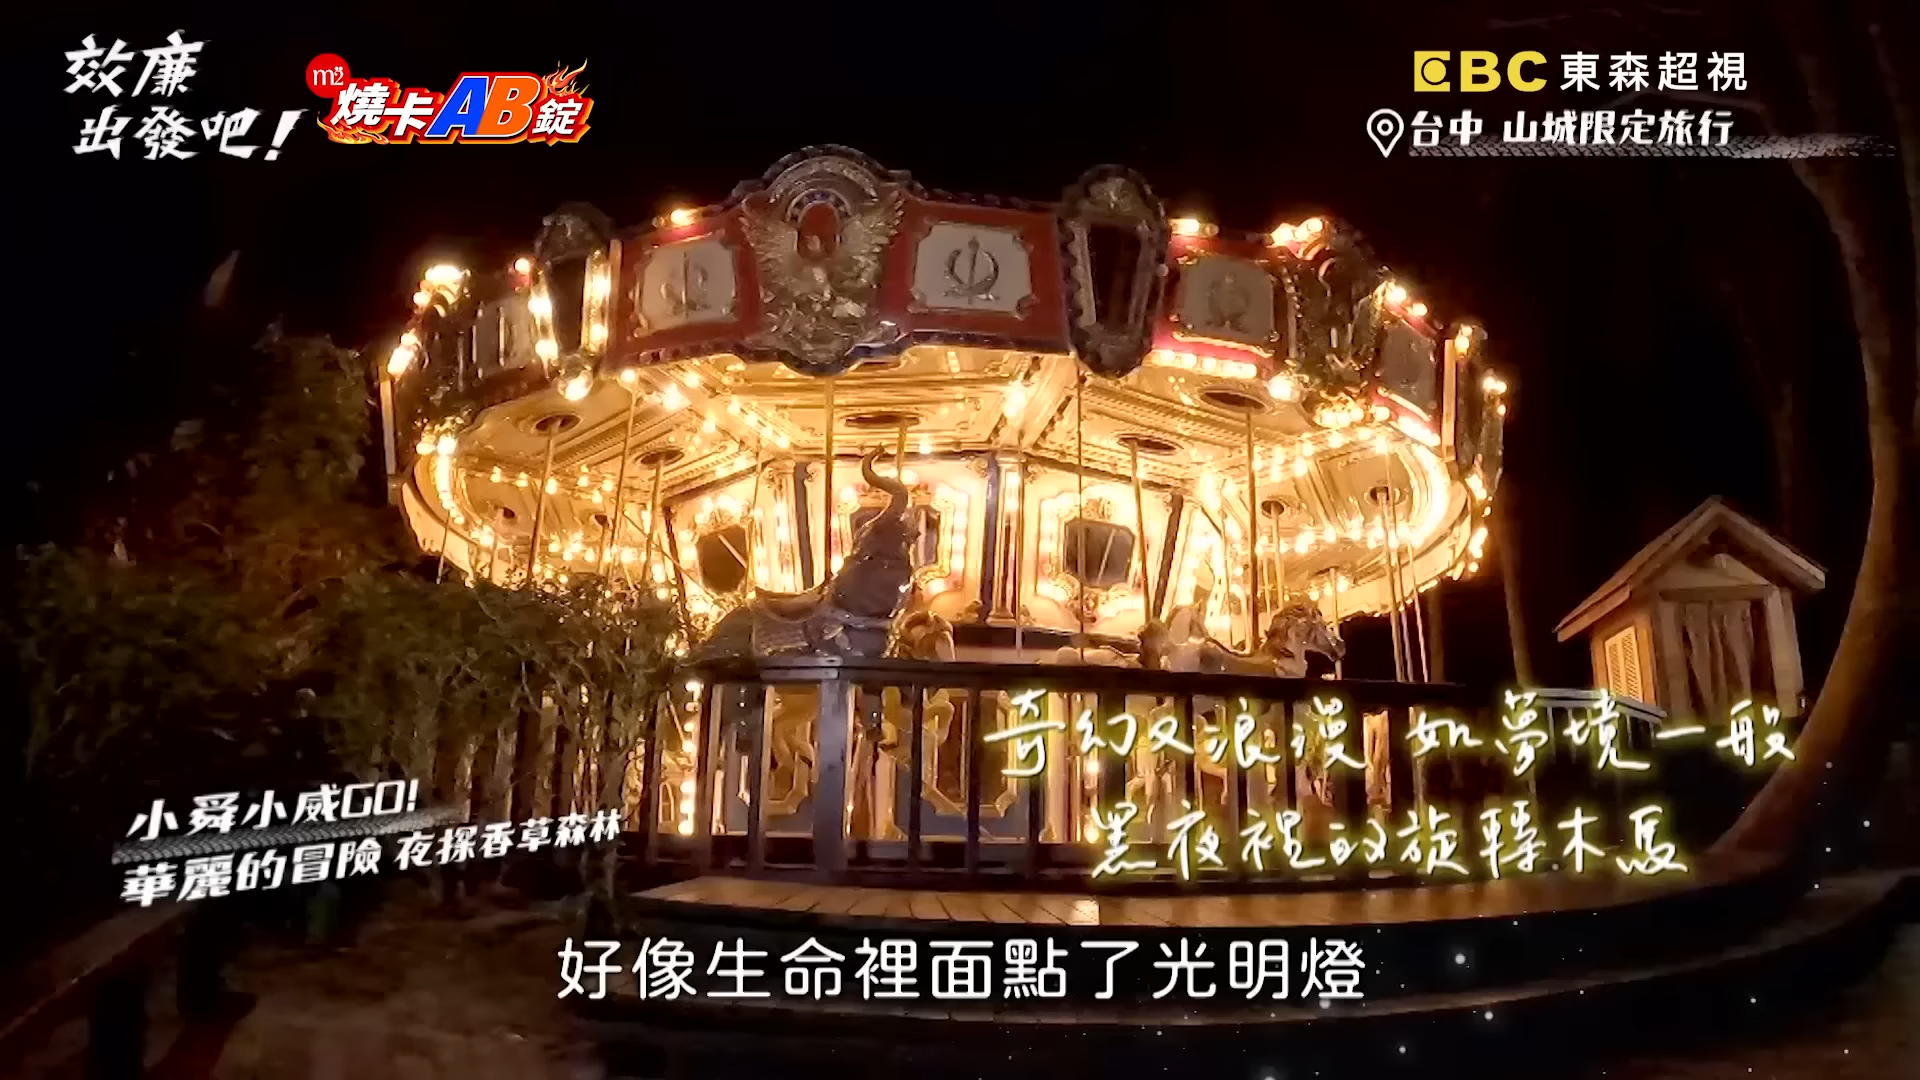 效廉
出發吧!
m2
燒卡AB錠
EBC 東森超視
台中 山城限定旅行
奇幻又浪漫 如夢境一般
黑夜裡的旋轉木馬
小舜小威GO!
華麗的冒險 夜探香草森林
好像生命裡面點了光明燈